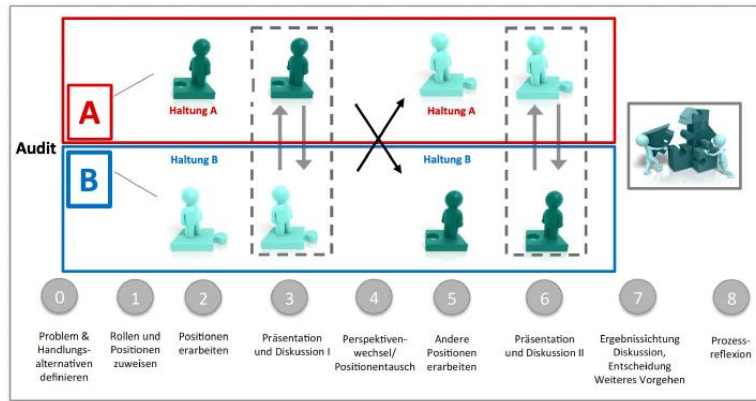 A
Haltung A
Haltung A
Audit
B
Haltung B
Haltung B
0
1
2
3
4
5
6
7
8
Problem &
Handlungs-
alternativen
definieren
Rollen und
Positionen
zuweisen
Positionen
erarbeiten
Präsentation
und Diskussion I
Perspektiven-
wechsel/
Positionentausch
Andere
Positionen
erarbeiten
Präsentation
und Diskussion II
Ergebnissichtung
Diskussion,
Entscheidung
Weiteres Vorgehen
Prozess-
reflexion